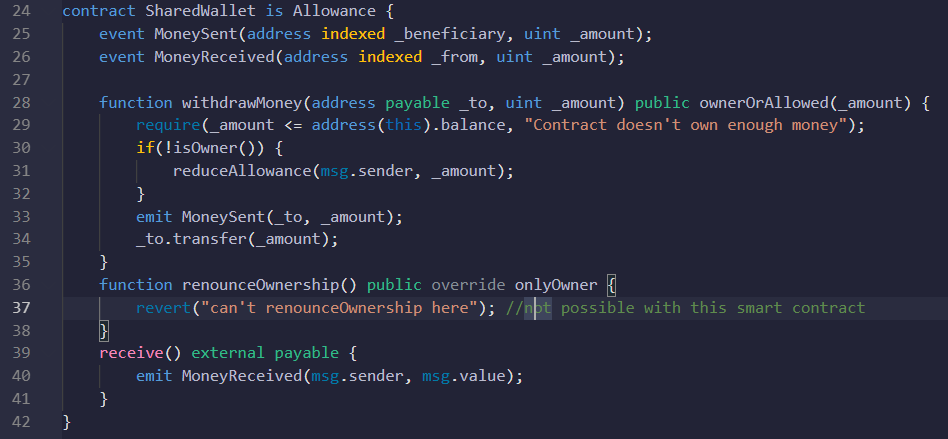 24 contract SharedWallet is Allowance {
25     event MoneySent(address indexed _beneficiary, uint _amount);
26     event MoneyReceived(address indexed _from, uint _amount);
27
28     function withdrawMoney(address payable _to, uint _amount) public ownerOrAllowed(_amount) {
29         require(_amount <= address(this).balance, "Contract doesn't own enough money");
30         if(!isOwner()) {
31             reduceAllowance(msg.sender, _amount);
32         }
33         emit MoneySent(_to, _amount);
34         _to.transfer(_amount);
35     }
36     function renounceOwnership() public override onlyOwner {
37         revert("can't renounceOwnership here"); //not possible with this smart contract
38     }
39     receive() external payable {
40         emit MoneyReceived(msg.sender, msg.value);
41     }
42 }